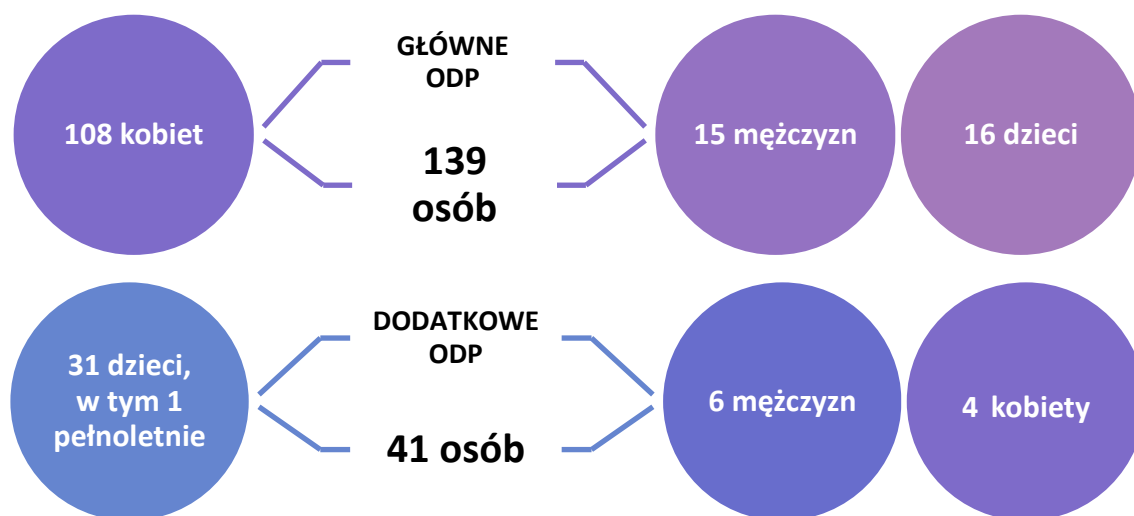 108 kobiet
GŁÓWNE
ODP
139
osób
15 mężczyzn
16 dzieci
31 dzieci,
w tym 1
pełnoletnie
DODATKOWE
ODP
41 osób
6 mężczyzn
4 kobiety